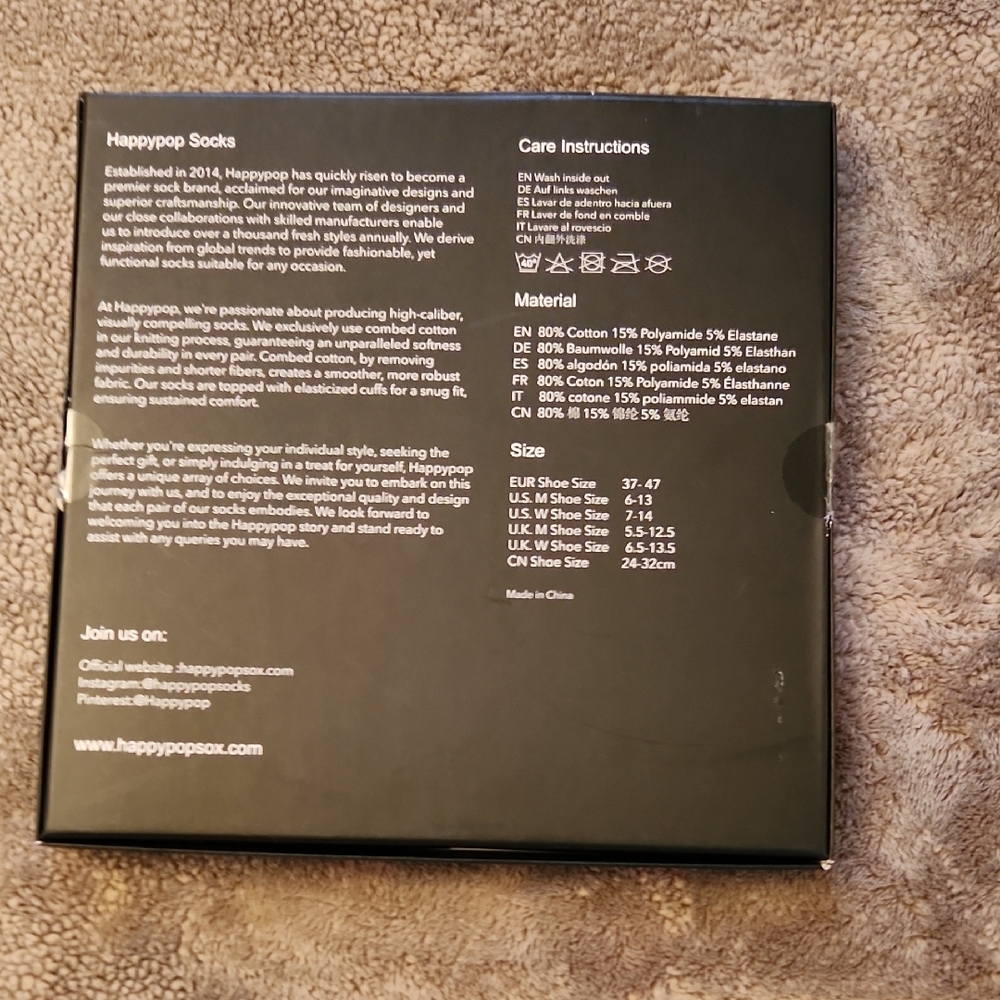 Happypop Socks
Established in 2014, Happypop has quickly risen to become a
premier sock brand, acclaimed for our imaginative designs and
superior craftsmanship. Our innovative team of designers and
our close collaborations with skilled manufacturers enable
us to introduce over a thousand fresh styles annually. We derive
inspiration from global trends to provide fashionable, yet
functional socks suitable for any occasion.
At Happypop, we're passionate about producing high-caliber,
visually compelling socks. We exclusively use combed cotton
in our knitting process, guaranteeing an unparalleled softness
and durability in every pair. Combed cotton, by removing
impurities and shorter fibers, creates a smoother, more robust
fabric. Our socks are topped with elasticized cuffs for a snug fit,
ensuring sustained comfort.
Whether you're expressing your individual style, seeking the
perfect gift, or simply indulging in a treat for yourself, Happypop
offers a unique array of choices. We invite you to embark on this
journey with us, and to enjoy the exceptional quality and design
that each pair of our socks embodies. We look forward to
welcoming you into the Happypop story and stand ready to
assist with any queries you may have.
Join us on:
Official website :happypopsox.com
Instagram:@happypopsocks
Pinterest:@Happypop
www.happypopsox.com
Care Instructions
EN Wash inside out
DE Auf links waschen
ES Lavar de adentro hacia afuera
FR Laver de fond en comble
IT Lavare al rovescio
CN 内翻外洗涤
40°
Material
EN 80% Cotton 15% Polyamide 5% Elastane
DE 80% Baumwolle 15% Polyamid 5% Elasthan
ES 80% algodón 15% poliamida 5% elastano
FR 80% Coton 15% Polyamide 5% Élasthanne
IT 80% cotone 15% poliammide 5% elastan
CN 80% 棉 15% 锦纶 5% 氨纶
Size
EUR Shoe Size 37- 47
U.S. M Shoe Size 6-13
U.S. W Shoe Size 7-14
U.K. M Shoe Size 5.5-12.5
U.K. W Shoe Size 6.5-13.5
CN Shoe Size 24-32cm
Made in China